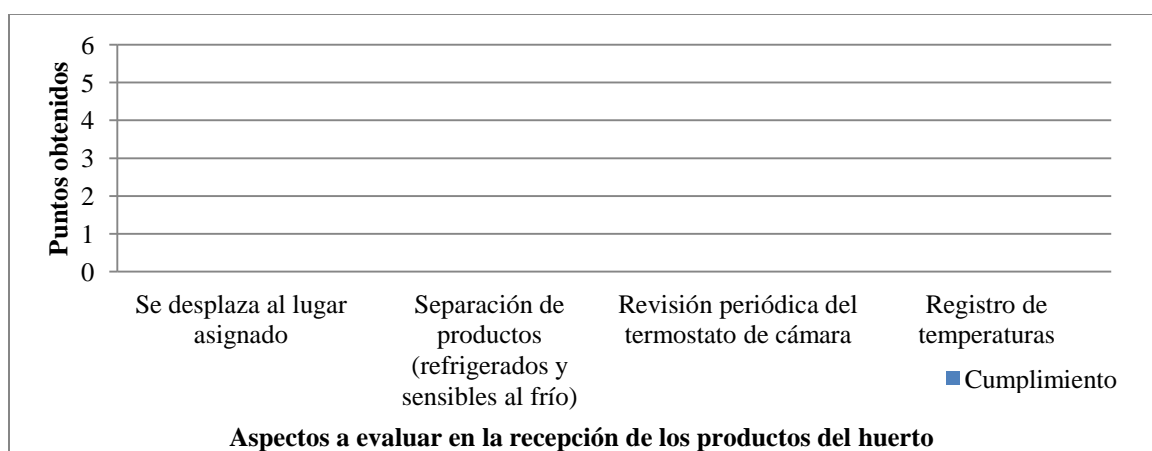 Puntos obtenidos
6
5
4
3
2
1
0
Se desplaza al lugar
asignado
Separación de
productos
(refrigerados y
sensibles al frío)
Revisión periódica del
termostato de cámara
Registro de
temperaturas
Cumplimiento
Aspectos a evaluar en la recepción de los productos del huerto